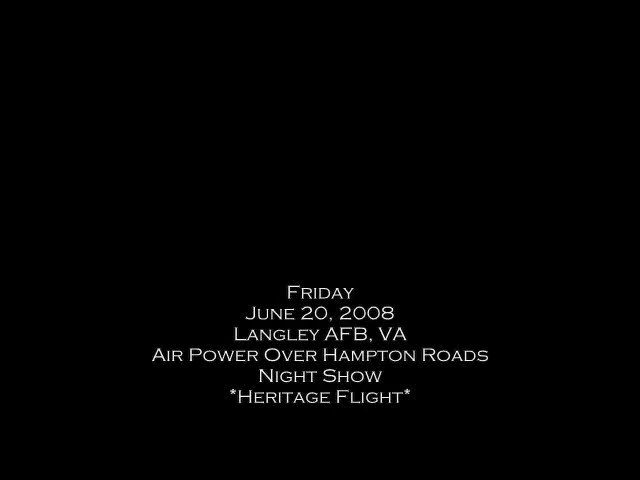 Friday
June 20, 2008
Langley AFB, VA
Air Power Over Hampton Roads
Night Show
*Heritage Flight*